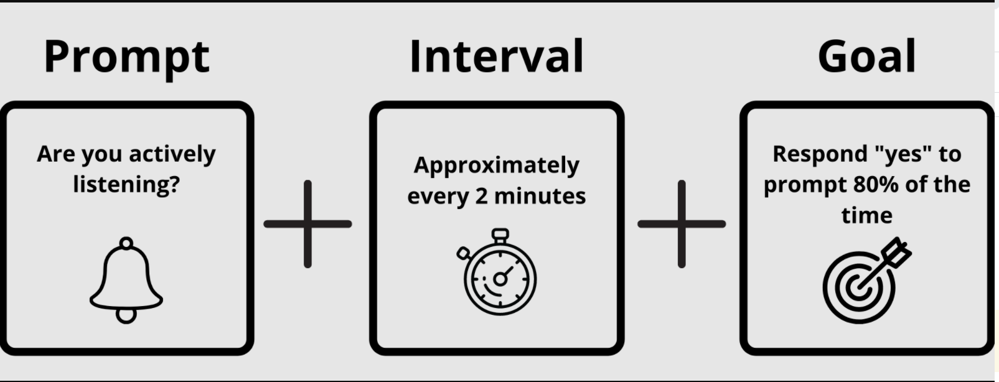 Prompt
Interval
Goal
Are you actively
listening?
Approximately
every 2 minutes
Respond "yes" to
prompt 80% of the
time